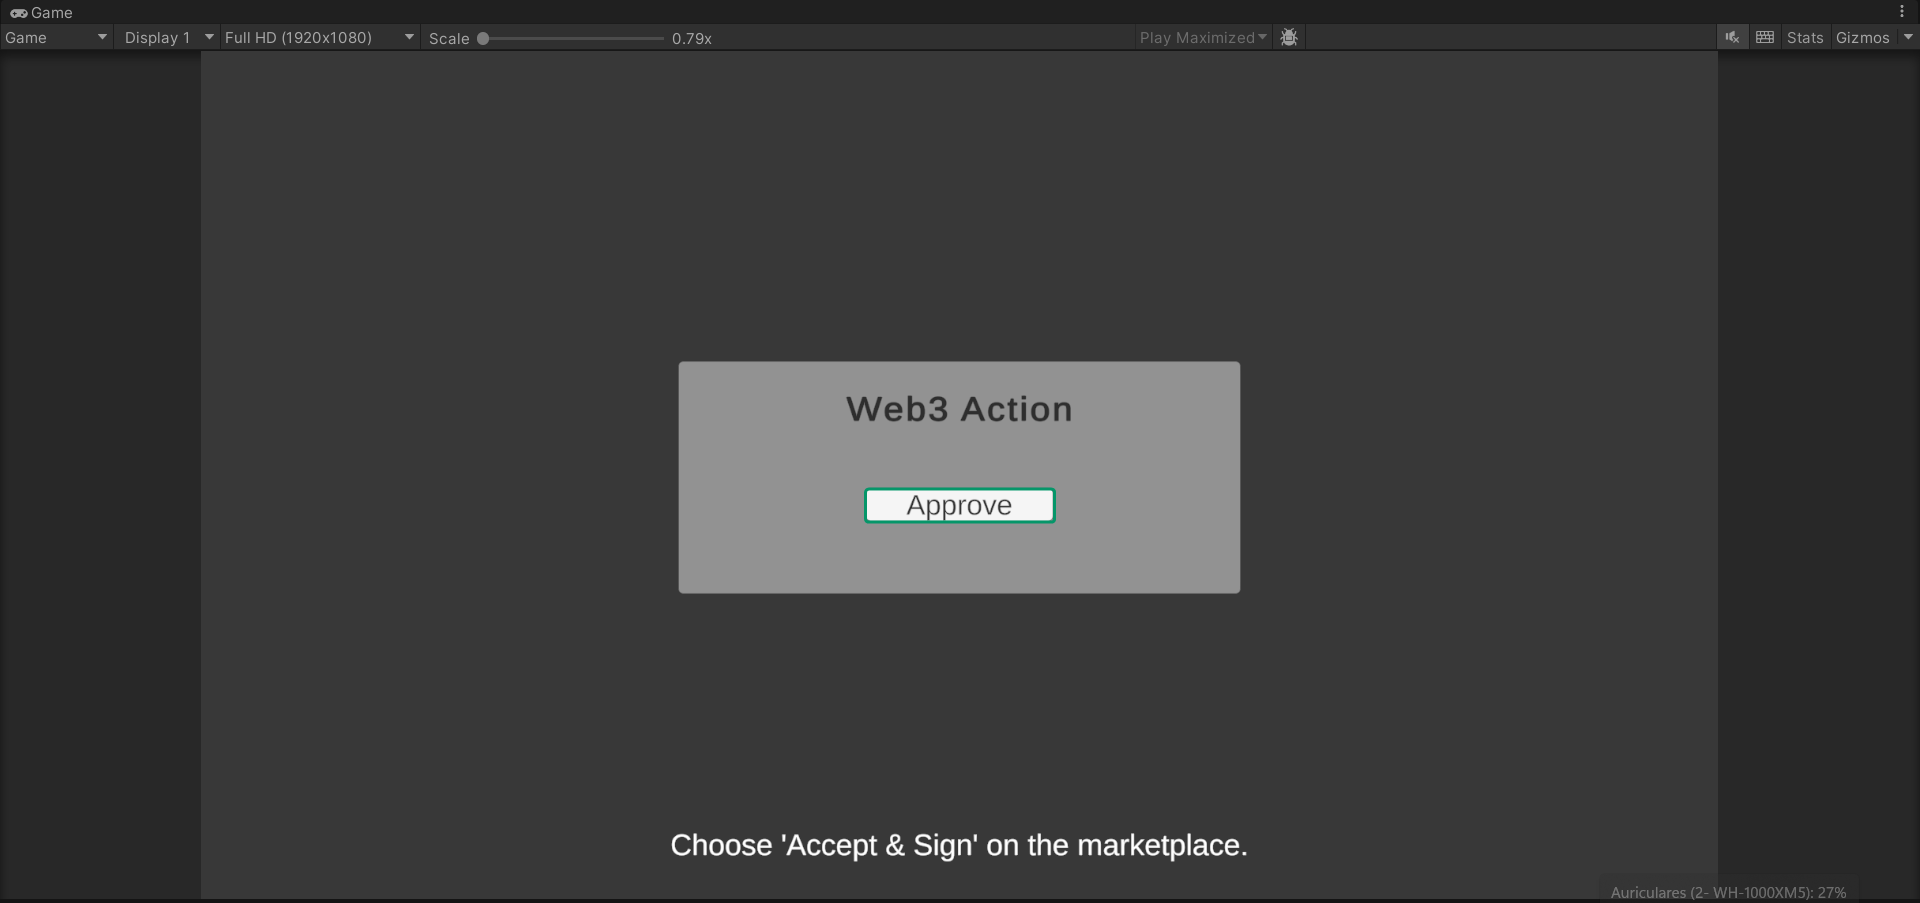 Game
Game
Display 1
Full HD (1920x1080)
Scale
0.79x
Play Maximized
Stats
Gizmos
Web3 Action
Approve
Choose 'Accept & Sign' on the marketplace.
Auriculares (2- WH-1000XM5): 27%